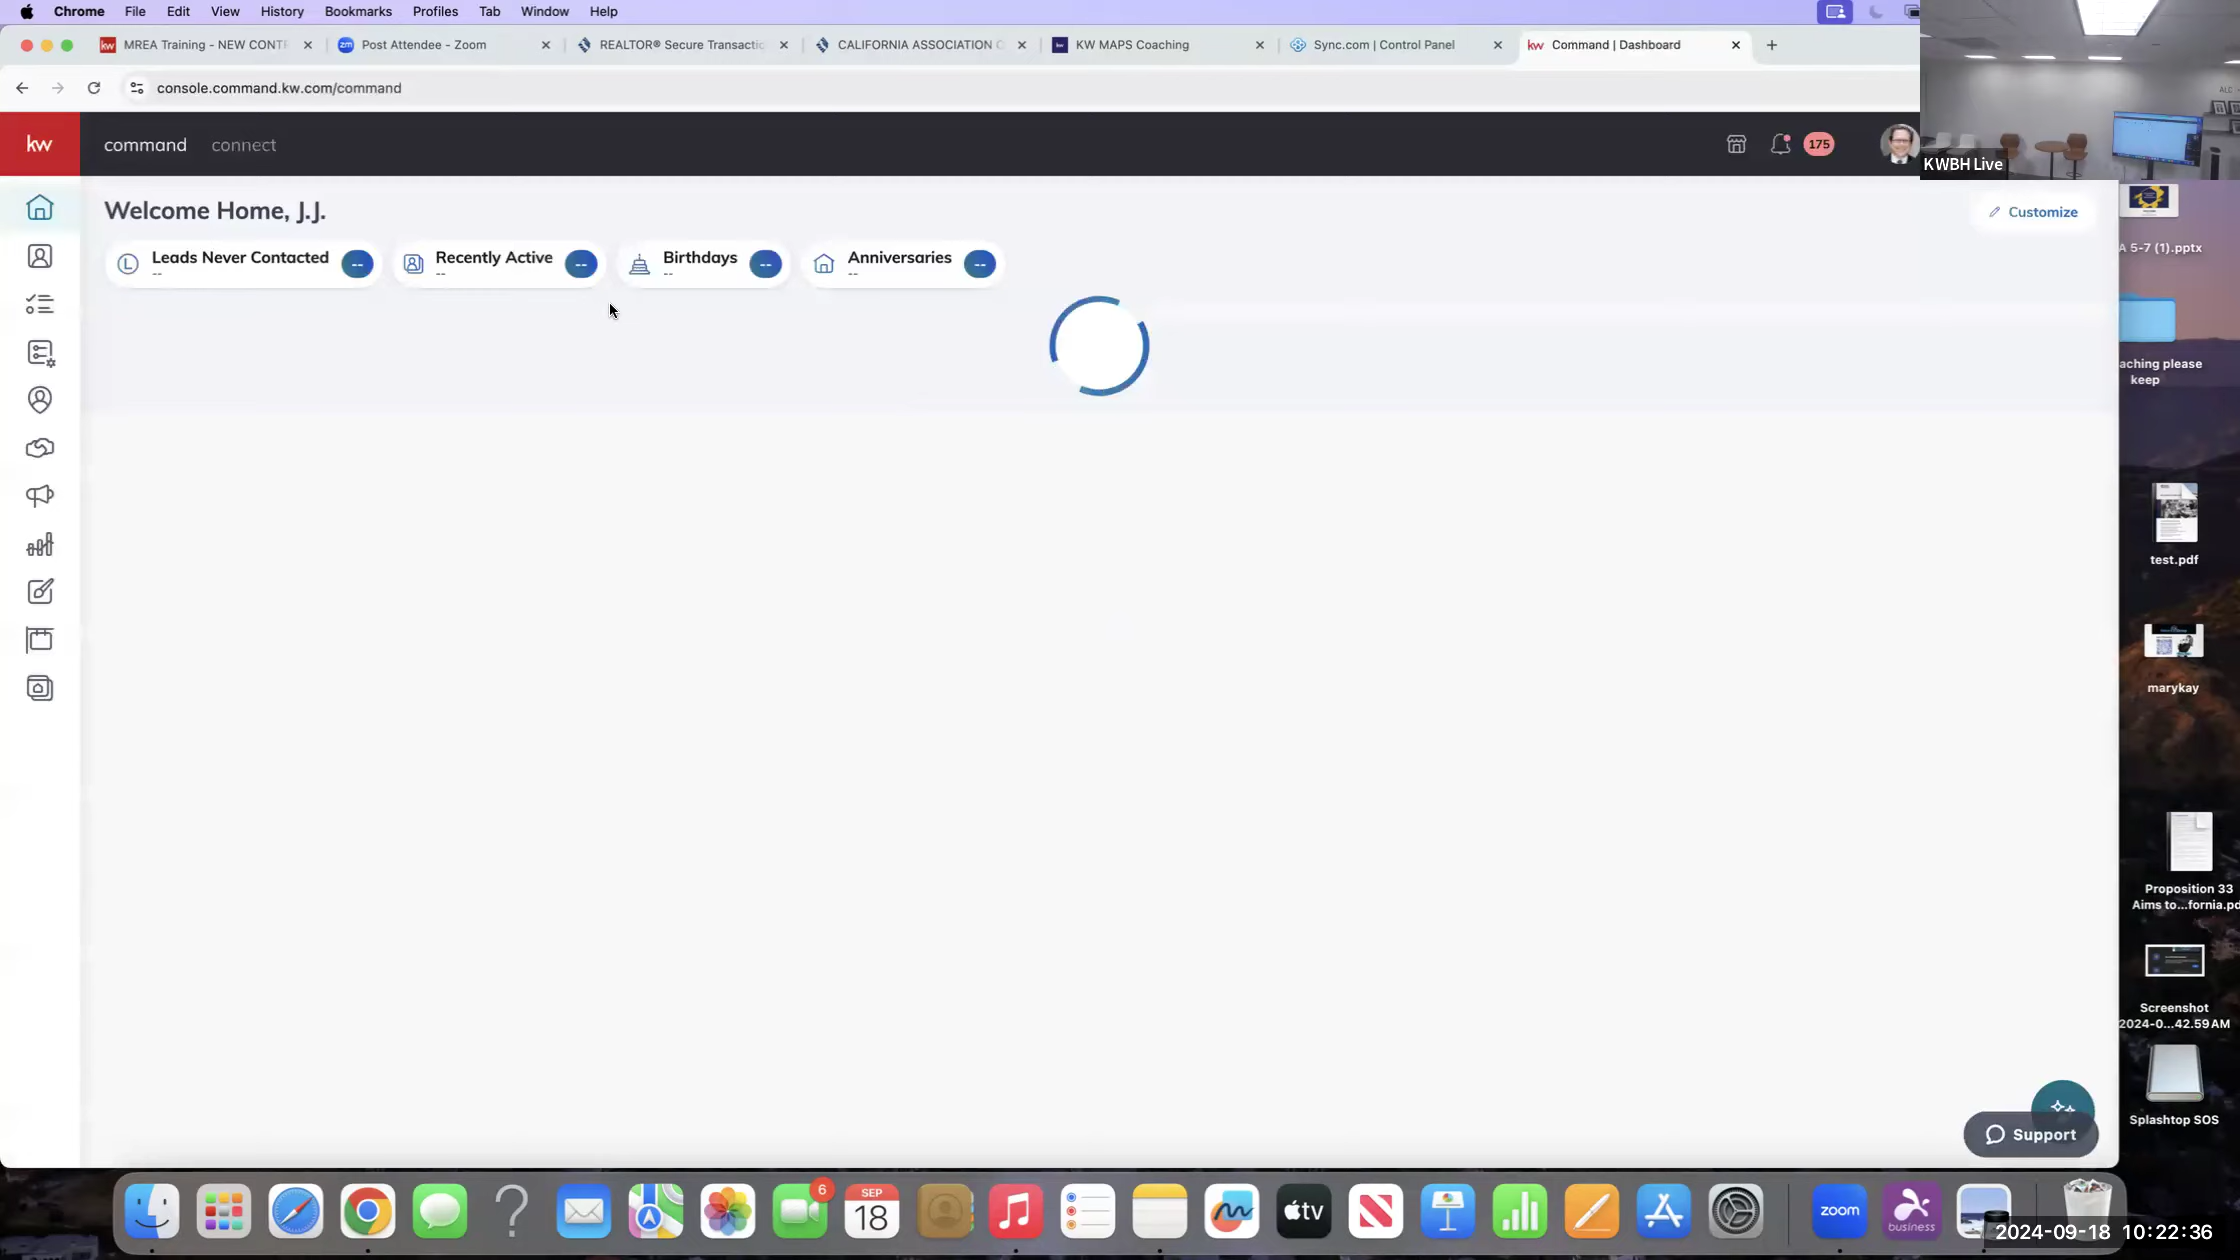 Chrome File Edit View History Bookmarks Profiles Tab Window Help
MREA Training - NEW CONT
Post Attendee - Zoom
REALTOR® Secure Transactic
CALIFORNIA ASSOCIATION
KW MAPS Coaching
Sync.com | Control Panel
Command | Dashboard
console.command.kw.com/command
kw command connect
175
KWBH Live
Welcome Home, J.J.
Customize
Leads Never Contacted --
--
Recently Active --
--
Birthdays --
--
Anniversaries --
--
A 5-7 (1).pptx
aching please
keep
test.pdf
marykay
Proposition 33
Aims to...fornia.pd
Screenshot
2024-0...42.59 AM
Splashtop SOS
Support
6
SEP
18
tv
zoom
business
2024-09-18 10:22:36